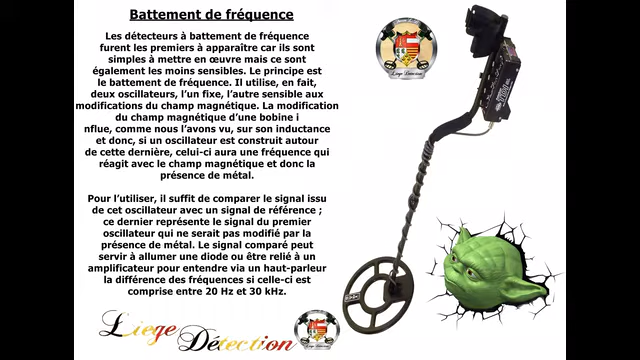 Battement de fréquence
Les détecteurs à battement de fréquence
furent les premiers à apparaître car ils sont
simples à mettre en œuvre mais ce sont
également les moins sensibles. Le principe est
le battement de fréquence. Il utilise, en fait,
deux oscillateurs, l’un fixe, l’autre sensible aux
modifications du champ magnétique. La modification
du champ magnétique d’une bobine i
nflue, comme nous l’avons vu, sur son inductance
et donc, si un oscillateur est construit autour
de cette dernière, celui-ci aura une fréquence qui
réagit avec le champ magnétique et donc la
présence de métal.
Pour l’utiliser, il suffit de comparer le signal issu
de cet oscillateur avec un signal de référence ;
ce dernier représente le signal du premier
oscillateur qui ne serait pas modifié par la
présence de métal. Le signal comparé peut
servir à allumer une diode ou être relié à un
amplificateur pour entendre via un haut-parleur
la différence des fréquences si celle-ci est
comprise entre 20 Hz et 30 kHz.
Liege Détection
Liege Détection